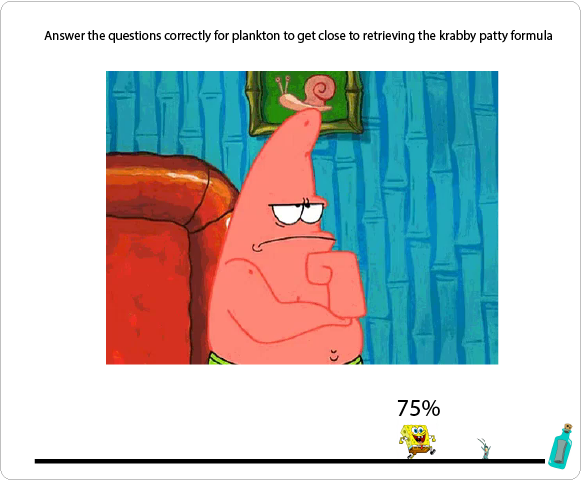 Answer the questions correctly for plankton to get close to retrieving the krabby patty formula
75%